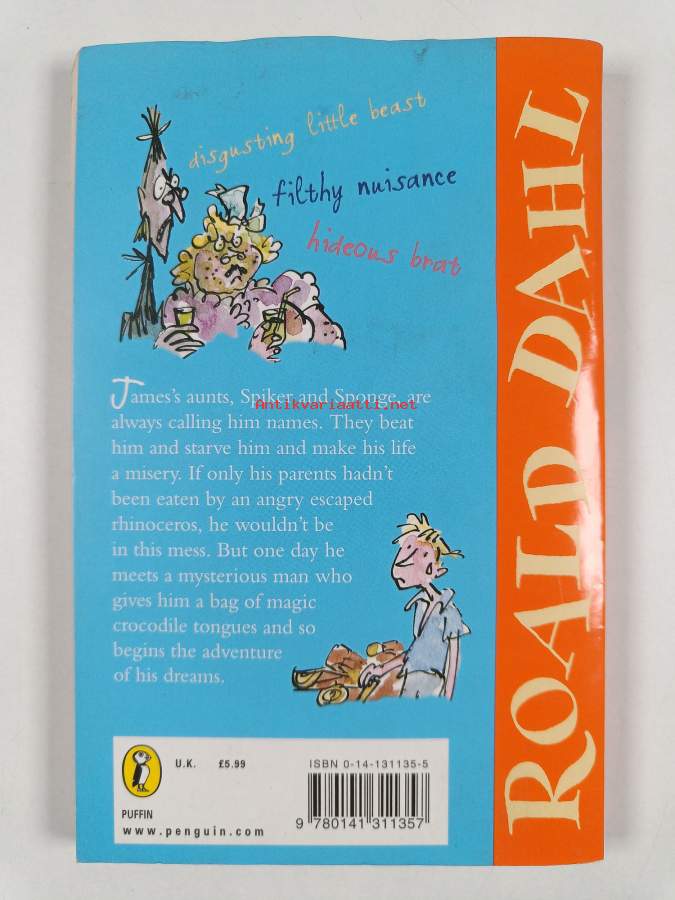 disgusting little beast
filthy nuisance
hideous brat
James's aunts, Spiker and Sponge, are
always calling him names. They beat
him and starve him and make his life
a misery. If only his parents hadn't
been eaten by an angry escaped
rhinoceros, he wouldn't be
in this mess. But one day he
meets a mysterious man who
gives him a bag of magic
crocodile tongues and so
begins the adventure
of his dreams.
Antikvariaatti.net
U.K. £5.99
PUFFIN
www.penguin.com
ISBN 0-14-131135-5
9 780141 311357
ROALD DAHL